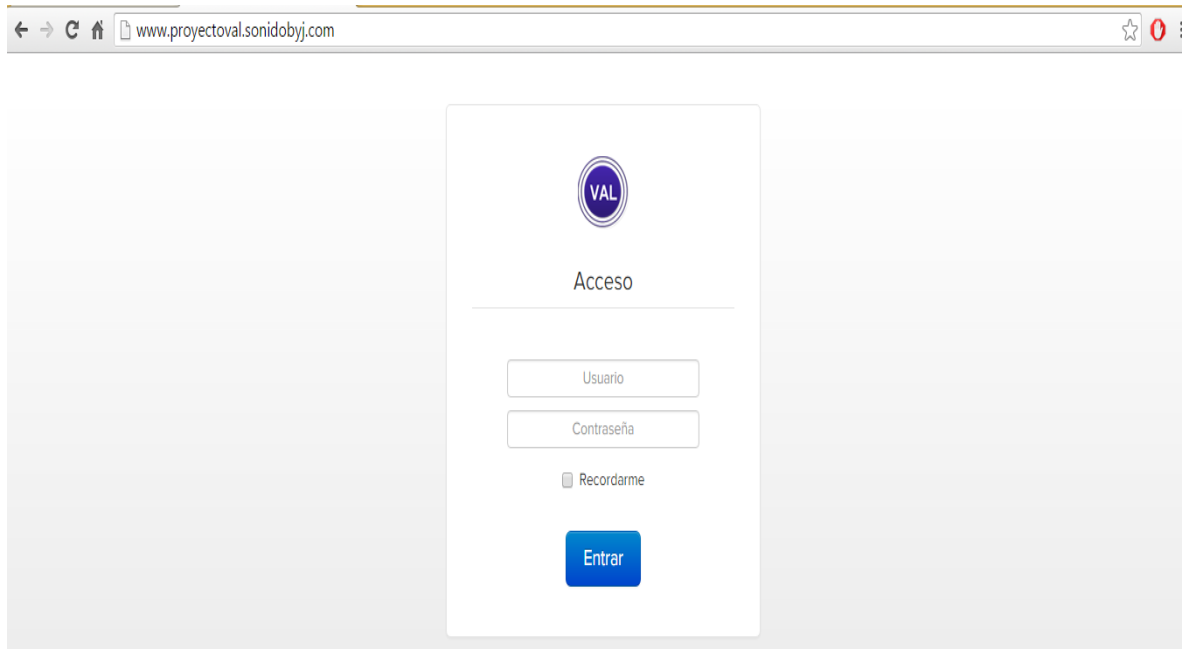 www.proyectoval.sonidobyj.com
VAL
Acceso
Usuario
Contraseña
Recordarme
Entrar